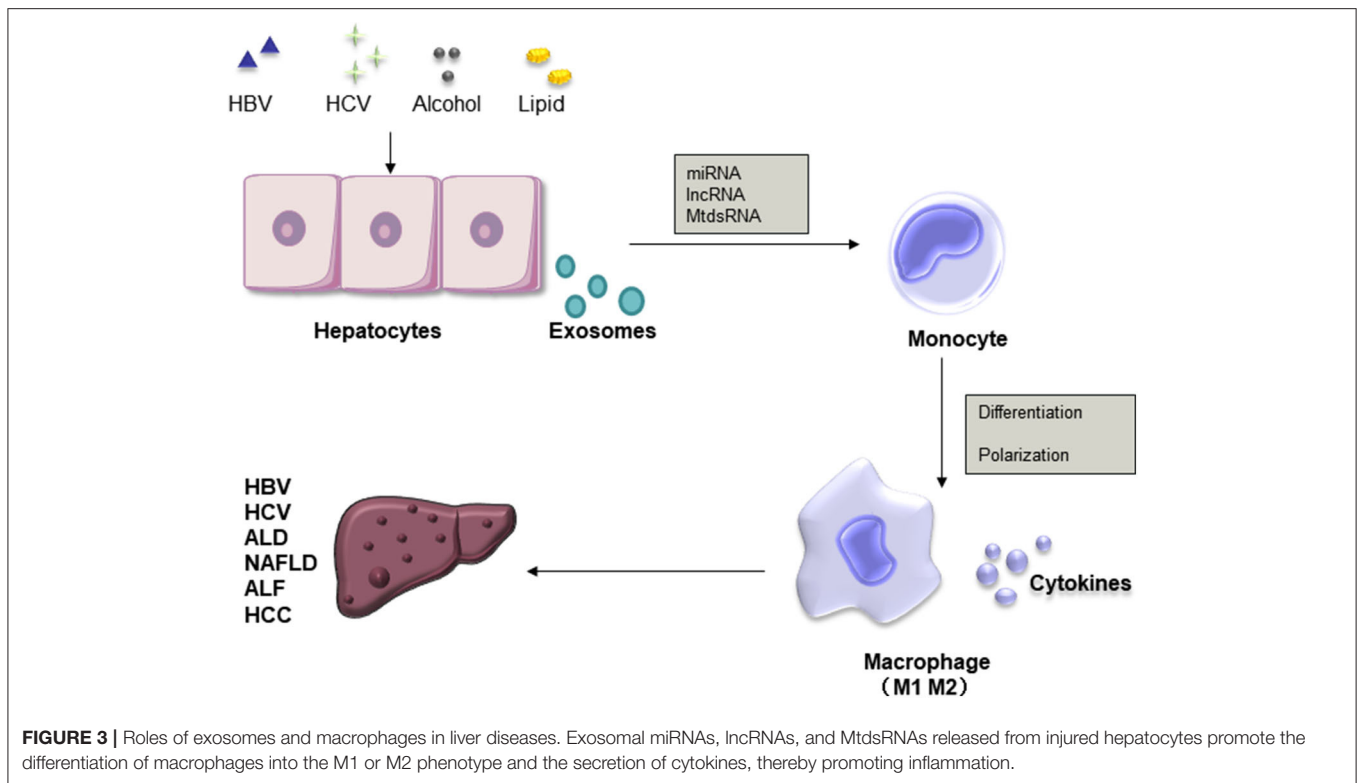 HBV HCV Alcohol Lipid
miRNA
lncRNA
MtdsRNA
Hepatocytes
Exosomes
Monocyte
Differentiation
Polarization
HBV
HCV
ALD
NAFLD
ALF
HCC
Cytokines
Macrophage
（M1 M2）
FIGURE 3 | Roles of exosomes and macrophages in liver diseases. Exosomal miRNAs, lncRNAs, and MtdsRNAs released from injured hepatocytes promote the
differentiation of macrophages into the M1 or M2 phenotype and the secretion of cytokines, thereby promoting inflammation.